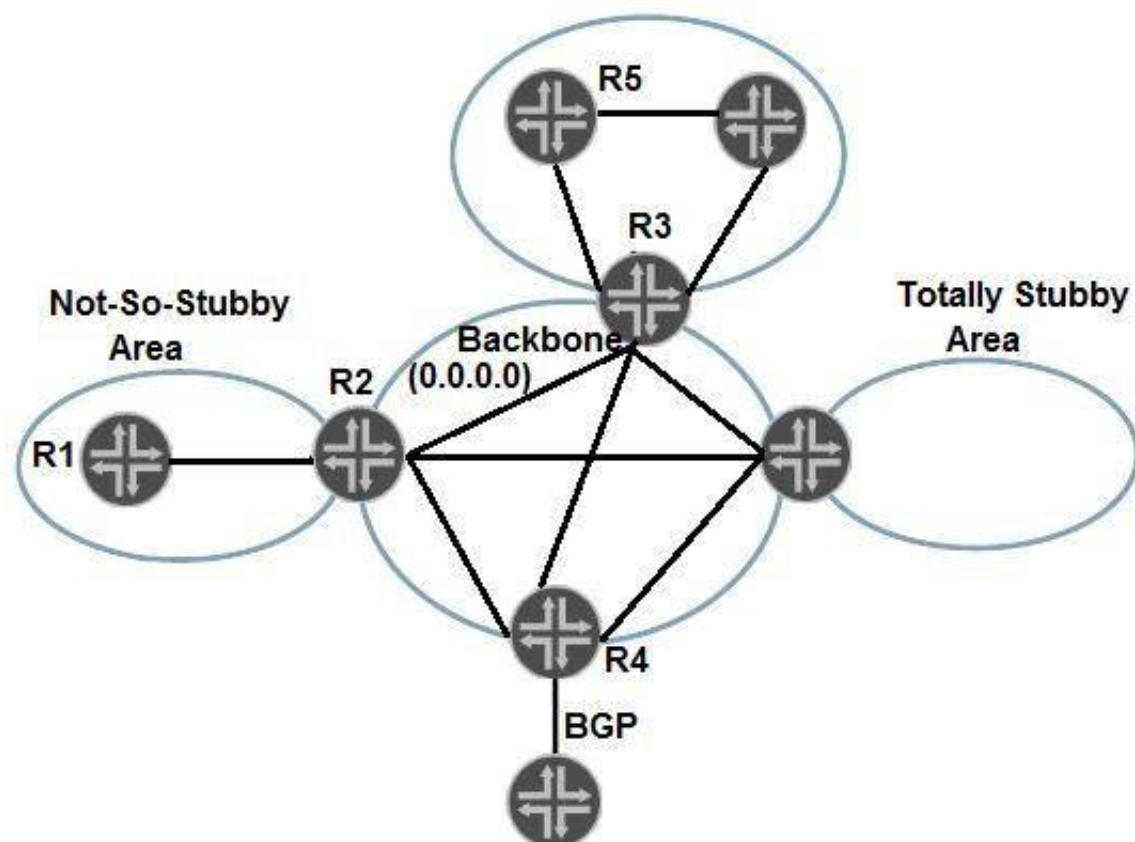 R5
R3
Not-So-Stubby
Area
Totally Stubby
Area
Backbone
(0.0.0.0)
R2
R1
R4
BGP